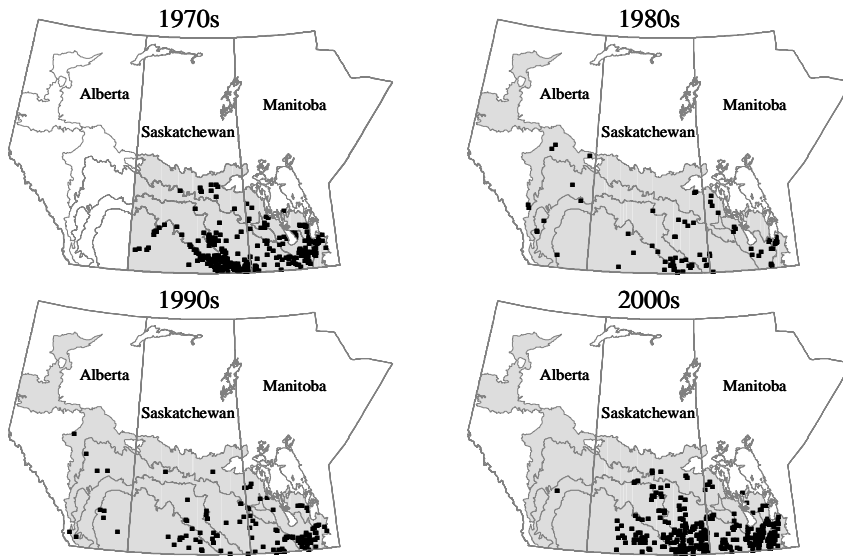 1970s
Alberta
Saskatchewan
Manitoba
1980s
Alberta
Saskatchewan
Manitoba
1990s
Alberta
Saskatchewan
Manitoba
2000s
Alberta
Saskatchewan
Manitoba